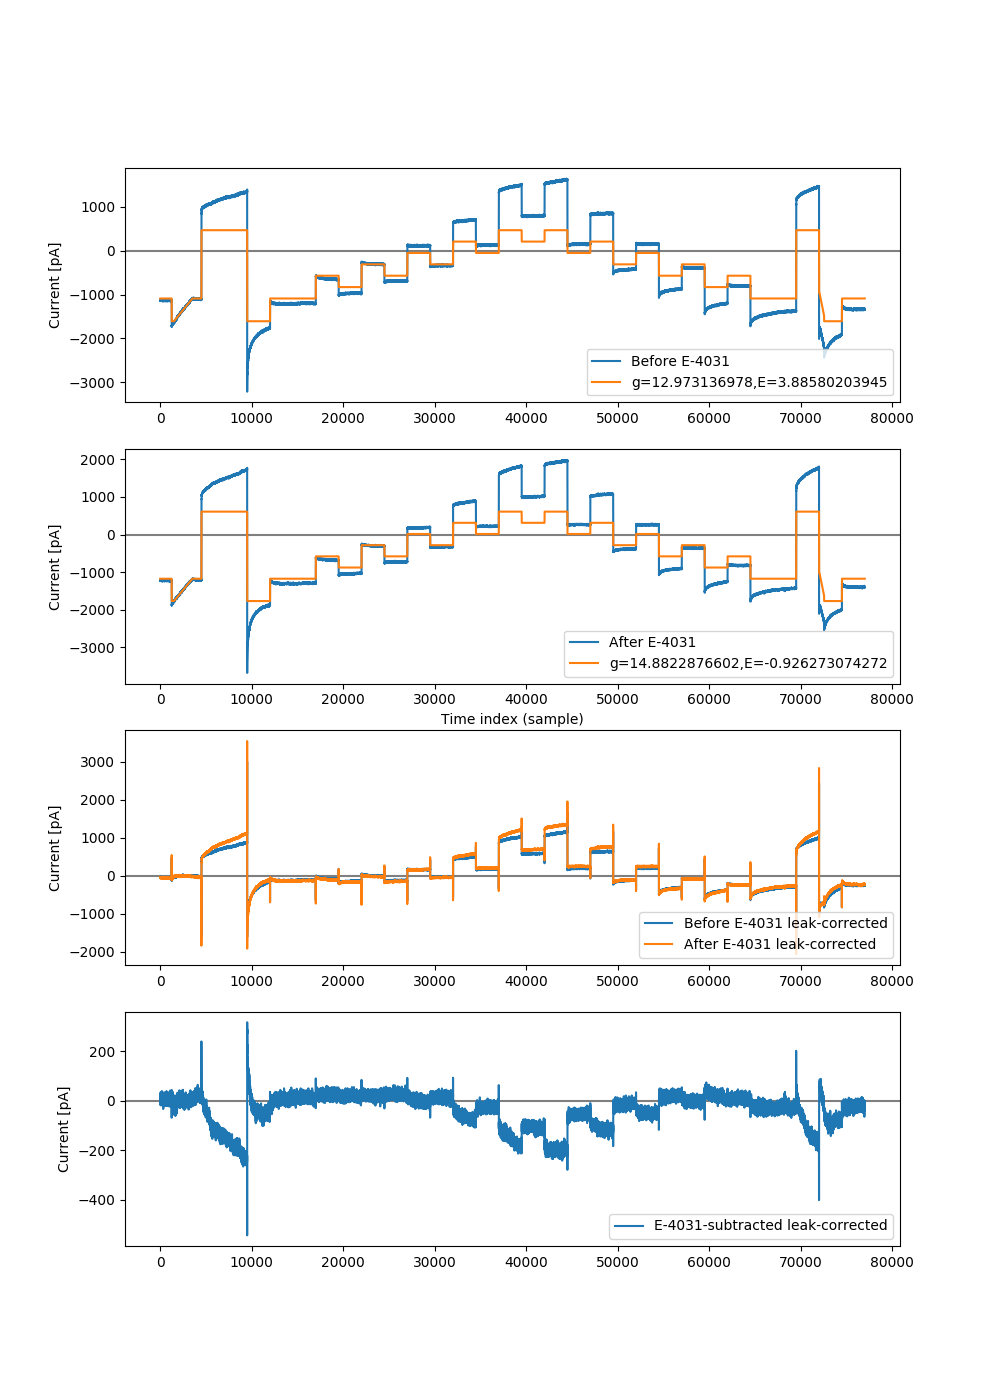 1000
0
−1000
−2000
−3000
Current [pA]
Before E-4031
g=12.973136978,E=3.88580203945
0 10000 20000 30000 40000 50000 60000 70000 80000
2000
1000
0
−1000
−2000
−3000
Current [pA]
After E-4031
g=14.8822876602,E=-0.926273074272
0 10000 20000 30000 40000 50000 60000 70000 80000
Time index (sample)
3000
2000
1000
0
−1000
−2000
Current [pA]
Before E-4031 leak-corrected
After E-4031 leak-corrected
0 10000 20000 30000 40000 50000 60000 70000 80000
200
0
−200
−400
Current [pA]
E-4031-subtracted leak-corrected
0 10000 20000 30000 40000 50000 60000 70000 80000